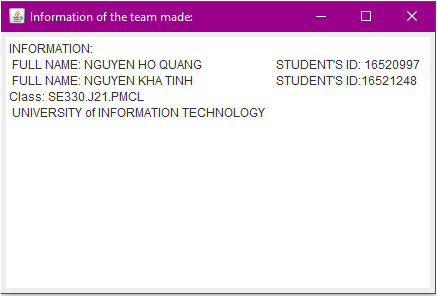 Information of the team made:
INFORMATION:
FULL NAME: NGUYEN HO QUANG STUDENT'S ID: 16520997
FULL NAME: NGUYEN KHA TINH STUDENT'S ID:16521248
Class: SE330.J21.PMCL
UNIVERSITY of INFORMATION TECHNOLOGY